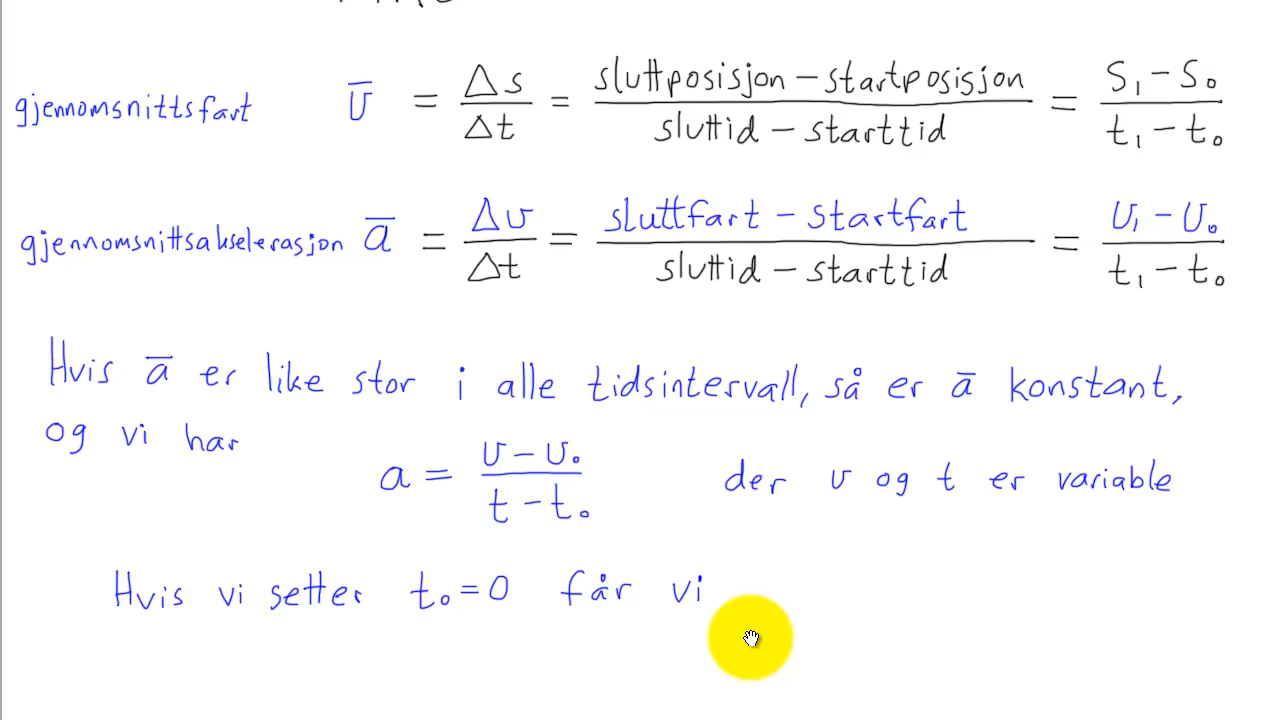 gjennomsnittsfart v̅ = Δs/Δt = (sluttposisjon - startposisjon)/(sluttid - starttid) = (s₁ - s₀)/(t₁ - t₀)
gjennomsnittsakselerasjon a̅ = Δv/Δt = (sluttfart - startfart)/(sluttid - starttid) = (v₁ - v₀)/(t₁ - t₀)
Hvis a̅ er like stor i alle tidsintervall, så er a̅ konstant,
og vi har
a = (v - v₀)/(t - t₀) der v og t er variable
Hvis vi setter t₀ = 0 får vi